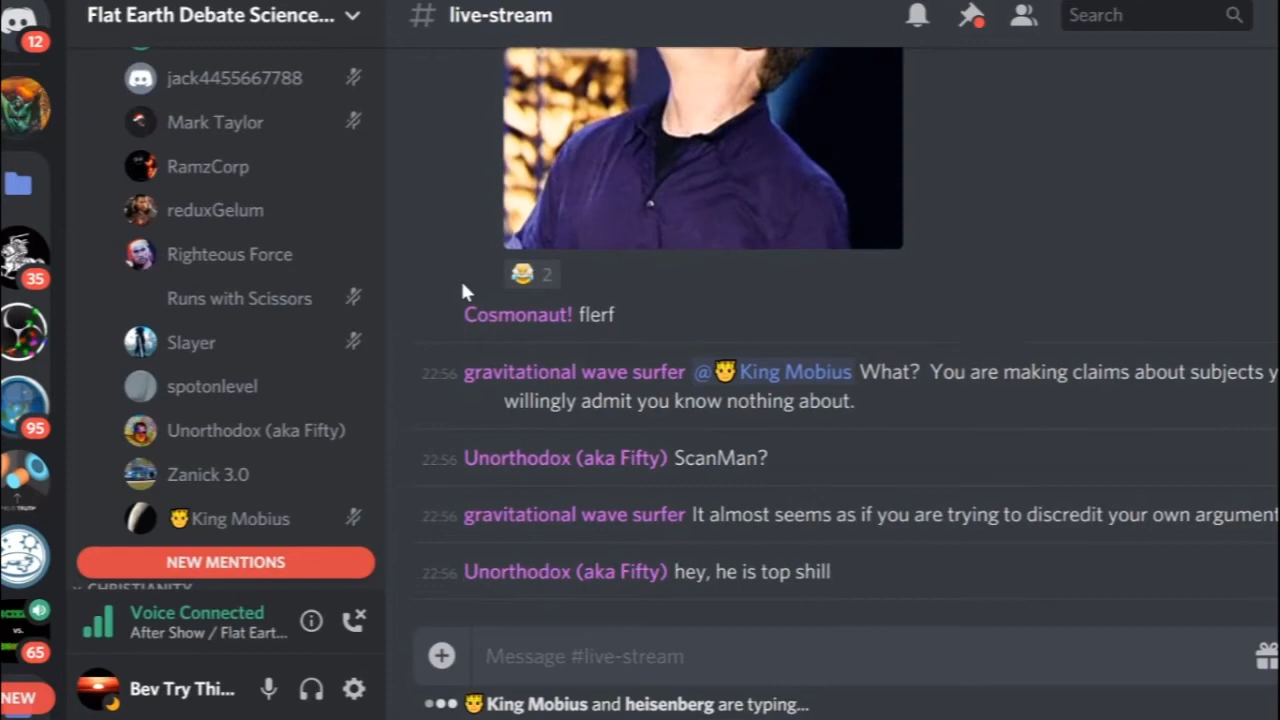 12
Flat Earth Debate Science...
# live-stream
Search
jack4455667788
Mark Taylor
RamzCorp
reduxGelum
Righteous Force
Runs with Scissors
Slayer
spotonlevel
Unorthodox (aka Fifty)
Zanick 3.0
King Mobius
NEW MENTIONS
CHRISTIANITY
Voice Connected
After Show / Flat Eart...
Bev Try Thi...
35
95
VS.
65
NEW
2
Cosmonaut! flerf
22:56 gravitational wave surfer @King Mobius What? You are making claims about subjects y
willingly admit you know nothing about.
22:56 Unorthodox (aka Fifty) ScanMan?
22:56 gravitational wave surfer It almost seems as if you are trying to discredit your own argument
22:56 Unorthodox (aka Fifty) hey, he is top shill
Message #live-stream
King Mobius and heisenberg are typing...